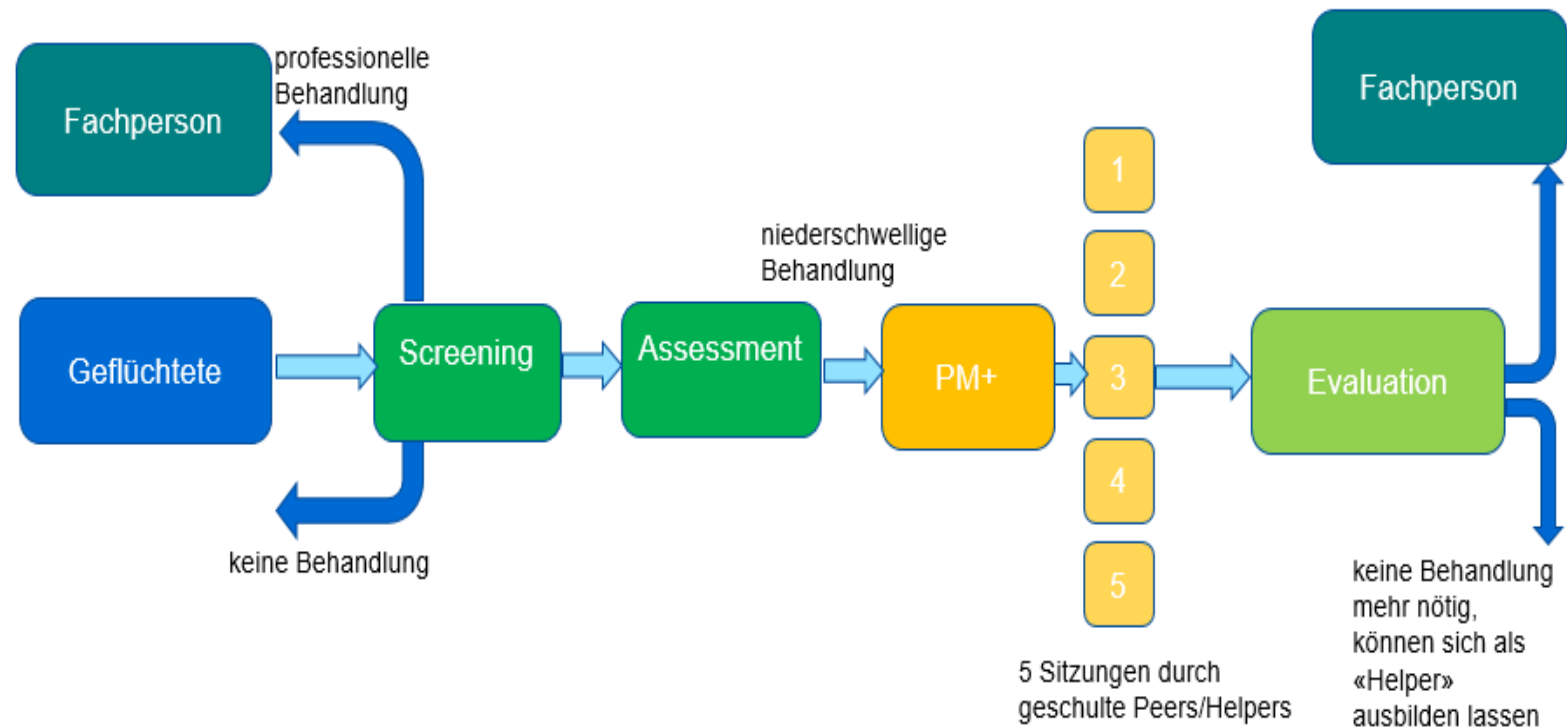 Fachperson
professionelle
Behandlung
Geflüchtete
Screening
keine Behandlung
Assessment
niederschwellige
Behandlung
PM+
1
2
3
4
5
5 Sitzungen durch
geschulte Peers/Helpers
Evaluation
Fachperson
keine Behandlung
mehr nötig,
können sich als
«Helper»
ausbilden lassen